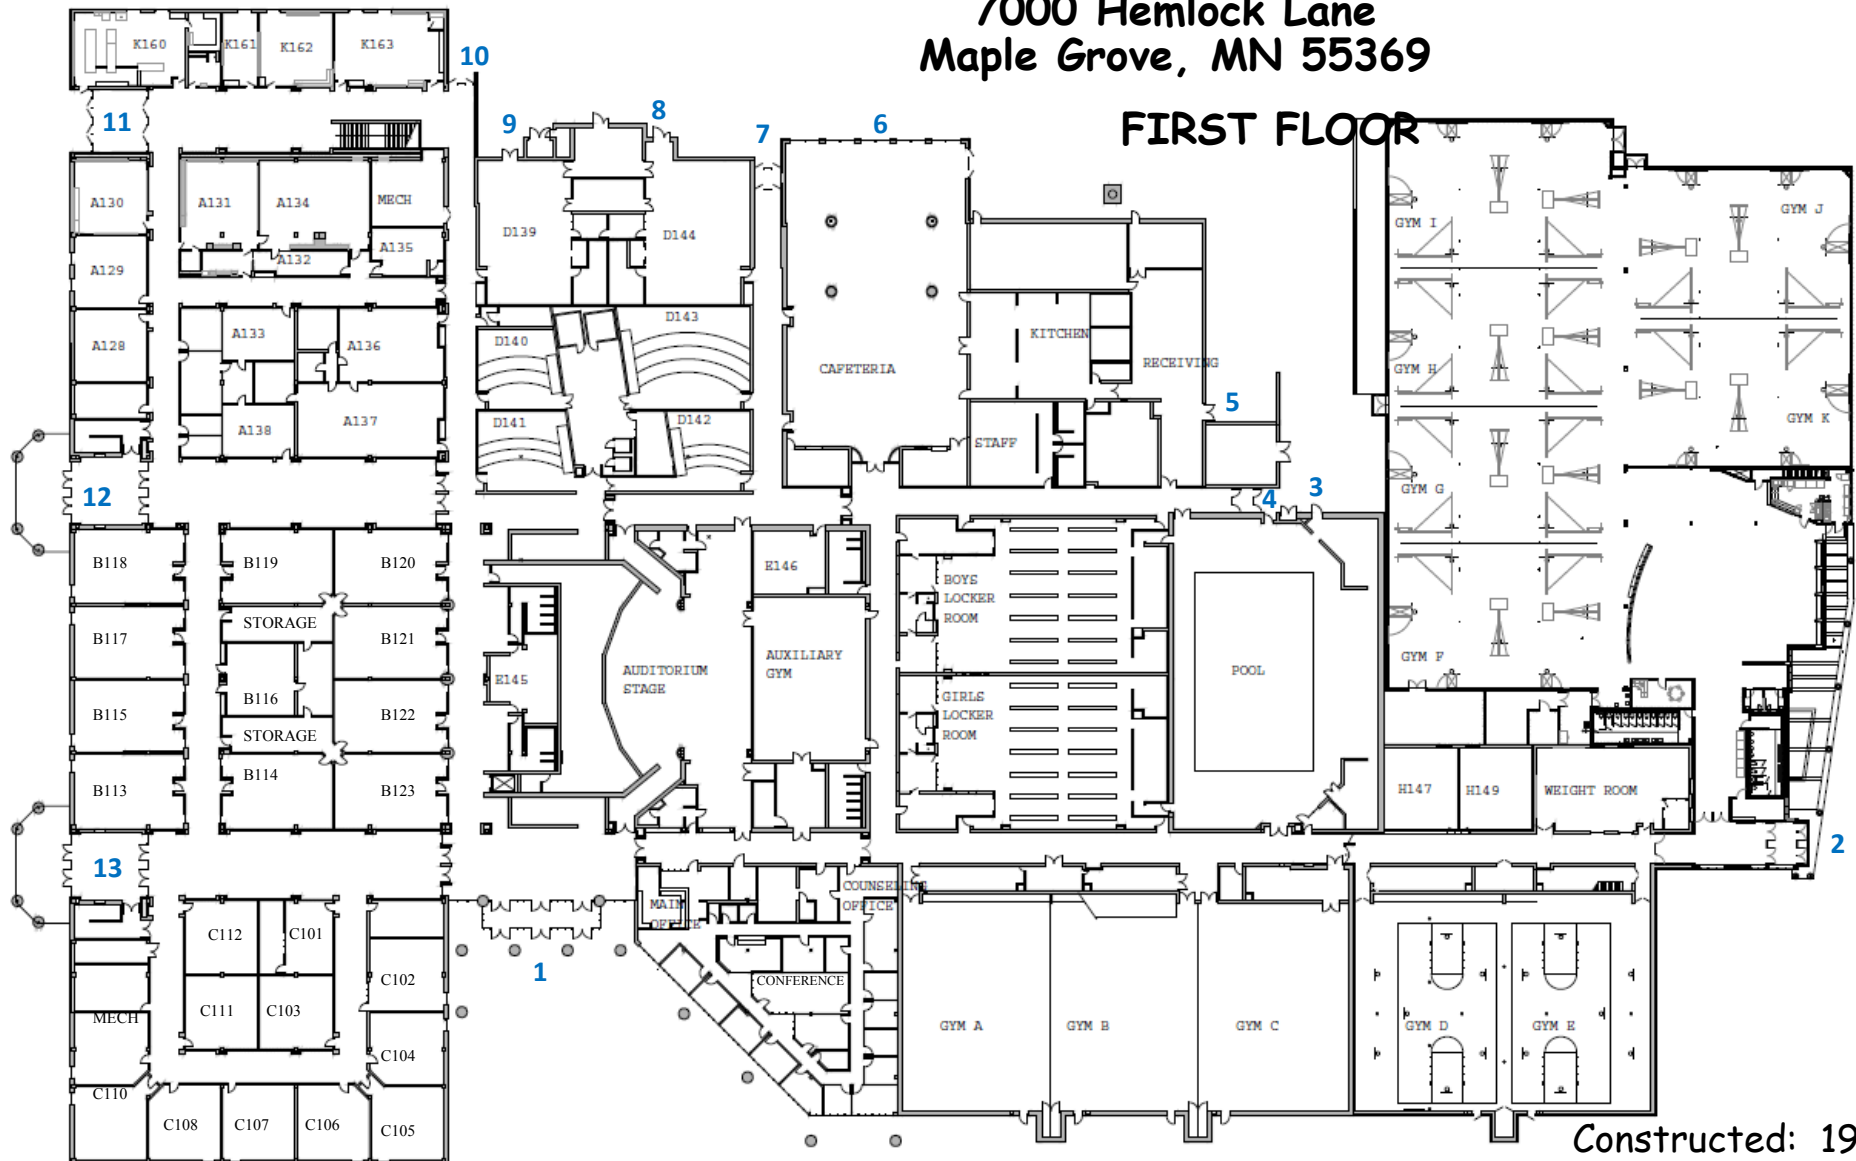 7000 Hemlock Lane
Maple Grove, MN 55369
FIRST FLOOR
K160
K161
K162
K163
10
11
9
8
7
6
A130
A131
A134
MECH
A135
A132
A129
D139
D144
GYM I
GYM J
A128
A133
A136
D140
D143
CAFETERIA
KITCHEN
RECEIVING
GYM H
A138
A137
D141
D142
STAFF
5
GYM K
12
4
3
GYM G
B118
B119
B120
E146
BOYS
LOCKER
ROOM
B117
STORAGE
B121
E145
AUDITORIUM
STAGE
AUXILIARY
GYM
POOL
GYM F
B116
B115
STORAGE
B122
GIRLS
LOCKER
ROOM
B113
B114
B123
H147
H149
WEIGHT ROOM
2
13
MAIN
OFFICE
COUNSELING
OFFICE
C112
C101
C102
1
CONFERENCE
C111
C103
MECH
C104
GYM A
GYM B
GYM C
GYM D
GYM E
C110
C108
C107
C106
C105
Constructed: 19